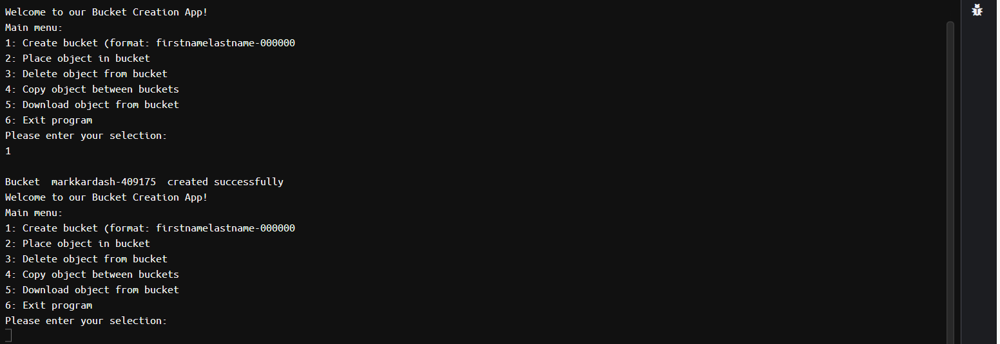 Welcome to our Bucket Creation App!
Main menu:
1: Create bucket (format: firstnamelastname-000000
2: Place object in bucket
3: Delete object from bucket
4: Copy object between buckets
5: Download object from bucket
6: Exit program
Please enter your selection:
1
Bucket  markkardash-409175  created successfully
Welcome to our Bucket Creation App!
Main menu:
1: Create bucket (format: firstnamelastname-000000
2: Place object in bucket
3: Delete object from bucket
4: Copy object between buckets
5: Download object from bucket
6: Exit program
Please enter your selection: